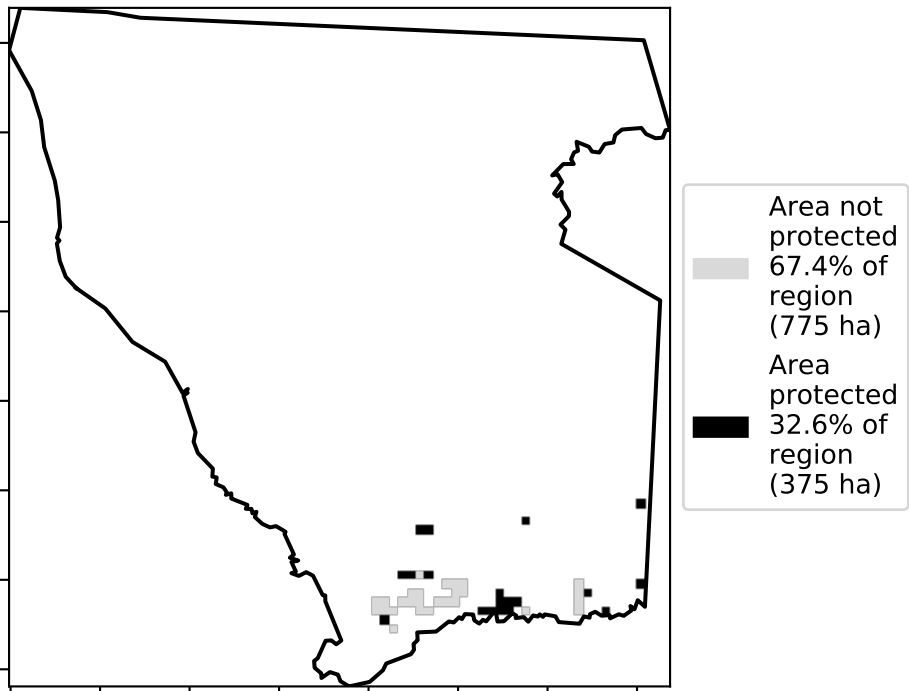 Area not
protected
67.4% of
region
(775 ha)
Area
protected
32.6% of
region
(375 ha)